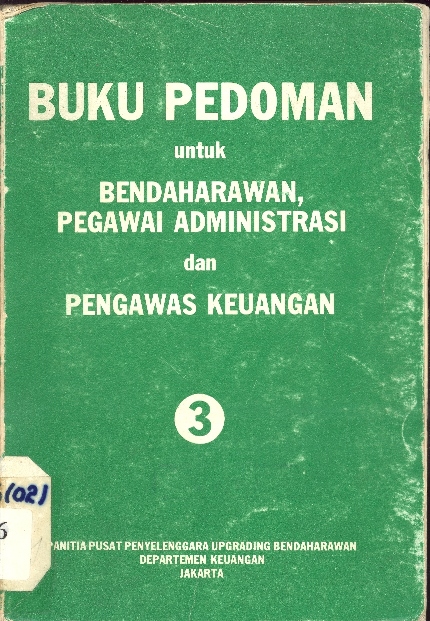 BUKU PEDOMAN
untuk
BENDAHARAWAN,
PEGAWAI ADMINISTRASI
dan
PENGAWAS KEUANGAN
3
(02)
6
PANITIA PUSAT PENYELENGGARA UPGRADING BENDAHARAWAN
DEPARTEMEN KEUANGAN
JAKARTA